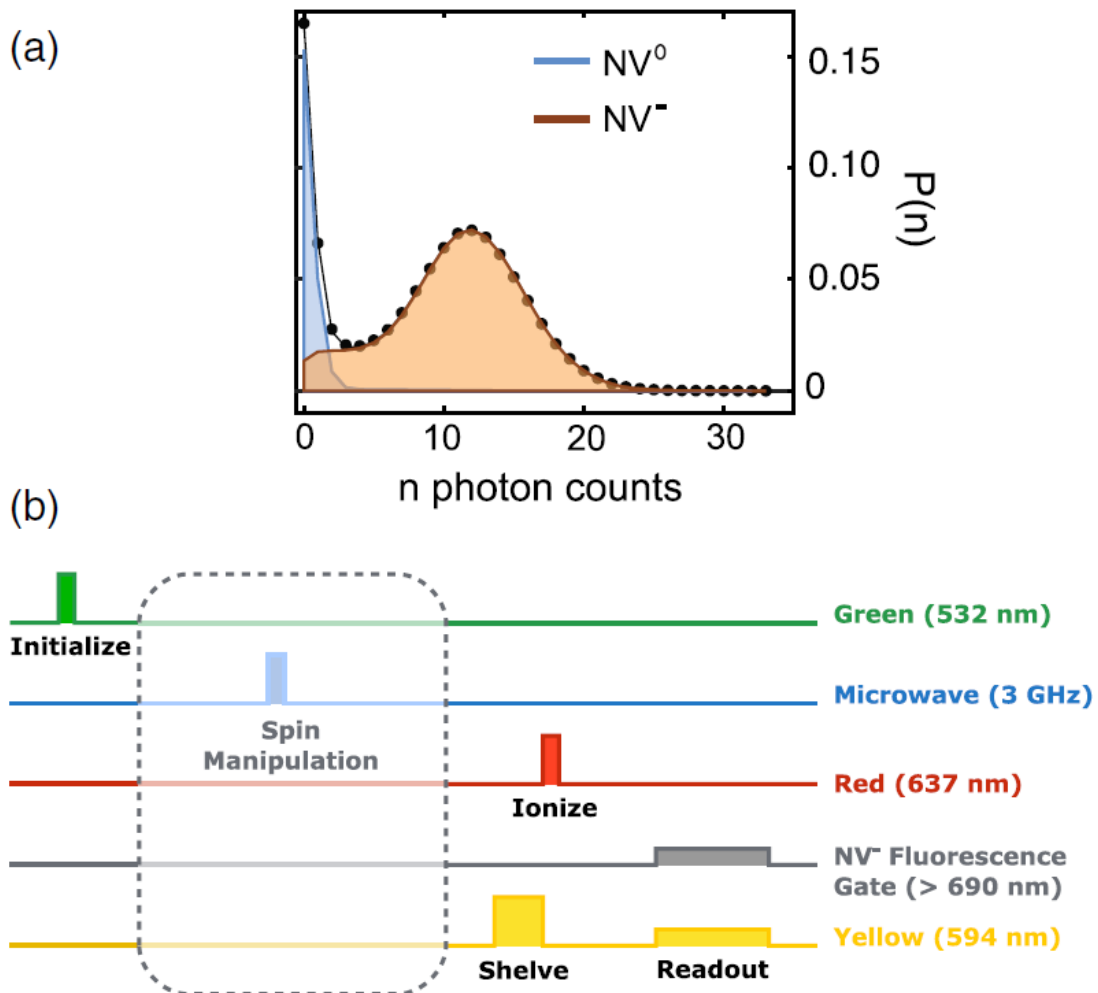 (a)
NV⁰
NV⁻
0.15
0.10
0.05
0
P(n)
0
10
20
30
n photon counts
(b)
Green (532 nm)
Initialize
Microwave (3 GHz)
Spin
Manipulation
Red (637 nm)
Ionize
NV⁻ Fluorescence
Gate (> 690 nm)
Yellow (594 nm)
Shelve
Readout